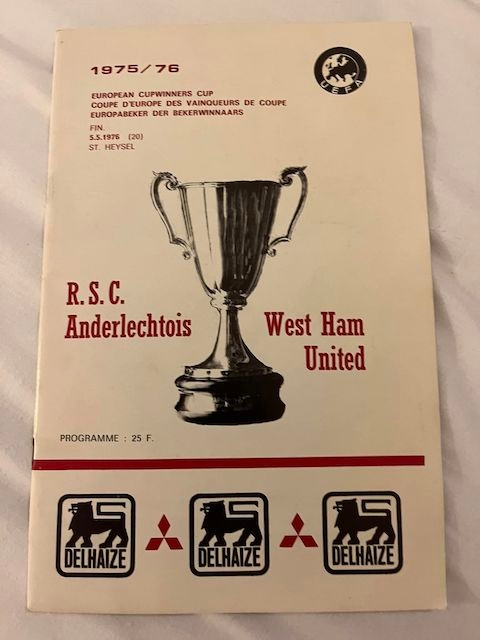 1975/76
UEFA
EUROPEAN CUPWINNERS CUP
COUPE D'EUROPE DES VAINQUEURS DE COUPE
EUROPABEKER DER BEKERWINNAARS
FIN.
5.5.1976 (20)
ST. HEYSEL
R.S.C.
Anderlechtois
West Ham
United
PROGRAMME : 25 F.
DELHAIZE
DELHAIZE
DELHAIZE